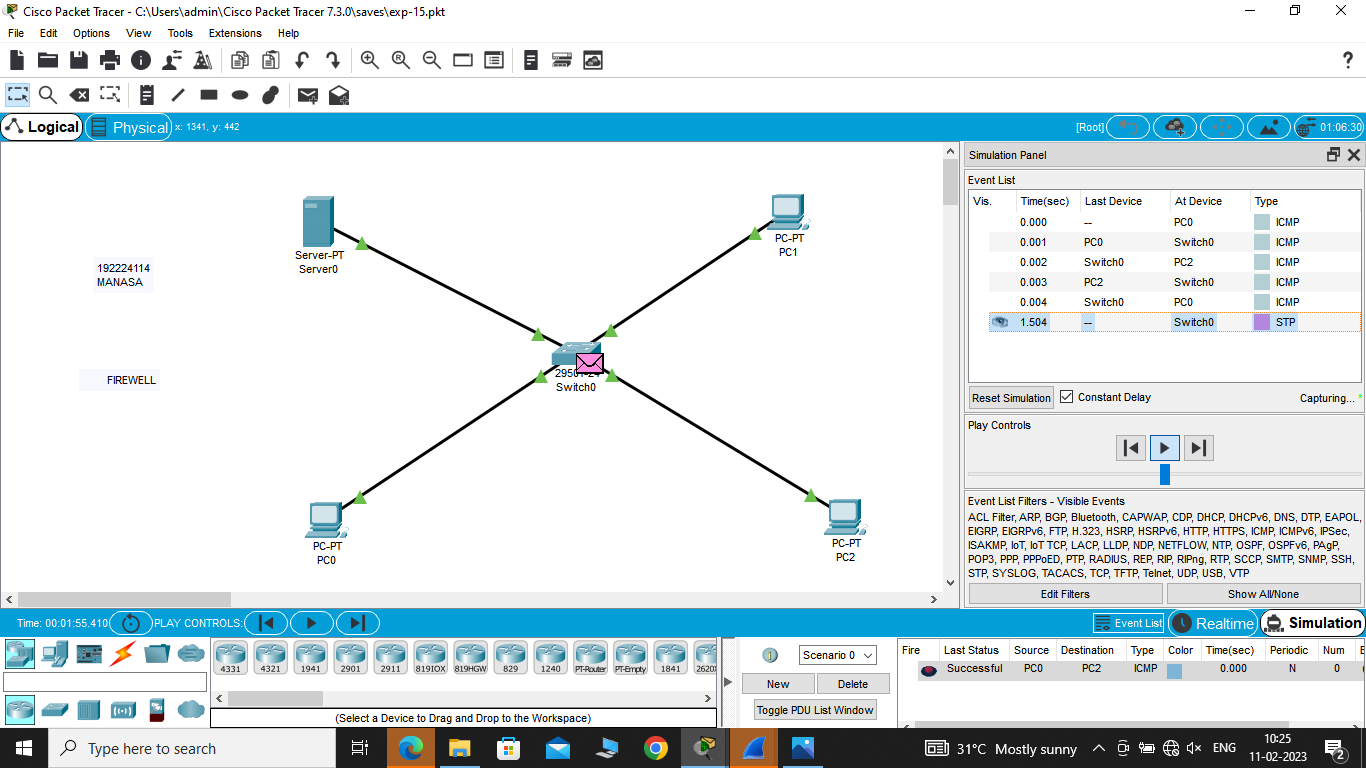 Cisco Packet Tracer - C:\Users\admin\Cisco Packet Tracer 7.3.0\saves\exp-15.pkt
File Edit Options View Tools Extensions Help
?
Logical Physical x: 1341, y: 442 [Root] 01:06:30
Server-PT
Server0
192224114
MANASA
FIREWELL
PC-PT
PC1
Switch0
PC-PT
PC0
PC-PT
PC2
Simulation Panel
Event List
Vis. Time(sec) Last Device At Device Type
0.000 -- PC0 ICMP
0.001 PC0 Switch0 ICMP
0.002 Switch0 PC2 ICMP
0.003 PC2 Switch0 ICMP
0.004 Switch0 PC0 ICMP
1.504 -- Switch0 STP
Reset Simulation Constant Delay Capturing... *
Play Controls
Event List Filters - Visible Events
ACL Filter, ARP, BGP, Bluetooth, CAPWAP, CDP, DHCP, DHCPv6, DNS, DTP, EAPOL,
EIGRP, EIGRPv6, FTP, H.323, HSRP, HSRPv6, HTTP, HTTPS, ICMP, ICMPv6, IPSec,
ISAKMP, IoT, IoT TCP, LACP, LLDP, NDP, NETFLOW, NTP, OSPF, OSPFv6, PAgP,
POP3, PPP, PPPoED, PTP, RADIUS, REP, RIP, RIPng, RTP, SCCP, SMTP, SNMP, SSH,
STP, SYSLOG, TACACS, TCP, TFTP, Telnet, UDP, USB, VTP
Edit Filters Show All/None
Time: 00:01:55.410 PLAY CONTROLS: Event List Realtime Simulation
4331 4321 1941 2901 2911 819IOX 819HGW 829 1240 PT-Router PT-Empty 1841 2620X
(Select a Device to Drag and Drop to the Workspace)
Scenario 0
New Delete
Toggle PDU List Window
Fire Last Status Source Destination Type Color Time(sec) Periodic Num
Successful PC0 PC2 ICMP 0.000 N 0
Type here to search
31°C Mostly sunny ENG 10:25
11-02-2023 2